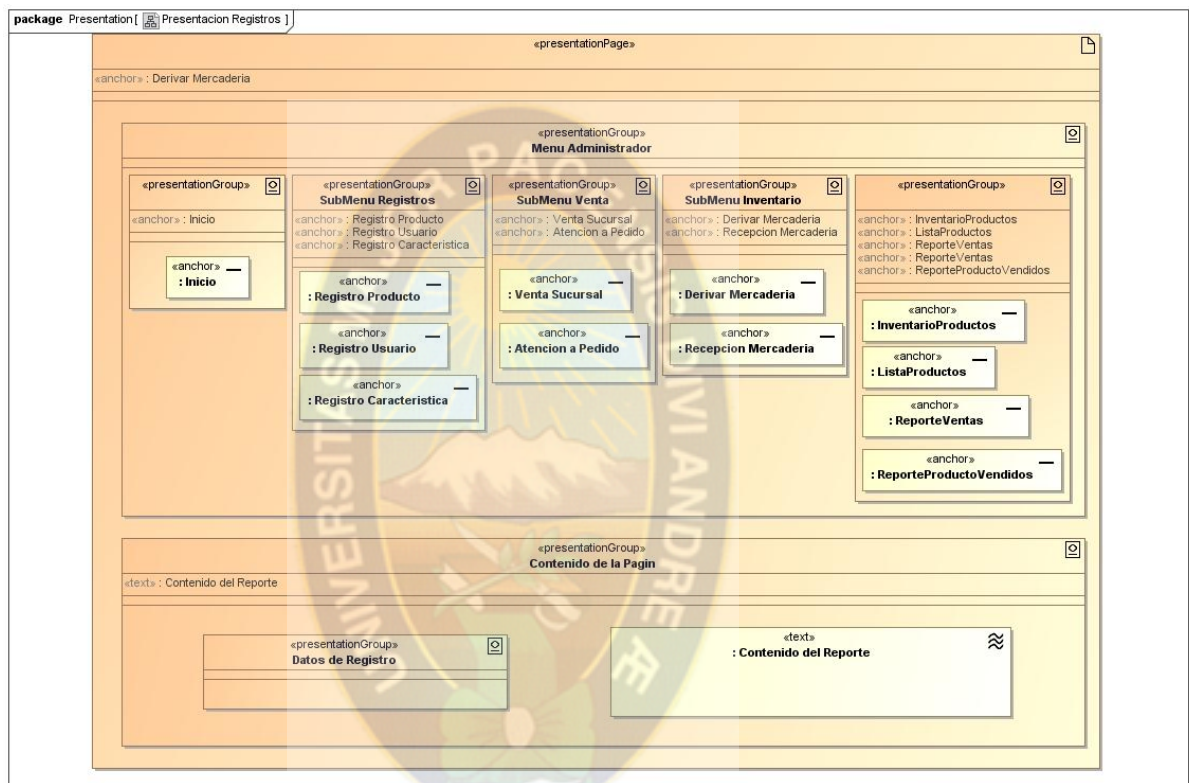 package Presentation [ Presentacion Registros ]
«presentationPage»
«anchor» : Derivar Mercaderia
«presentationGroup»
Menu Administrador
«presentationGroup»
«anchor» : Inicio
«anchor»
: Inicio
«presentationGroup»
SubMenu Registros
«anchor» : Registro Producto
«anchor» : Registro Usuario
«anchor» : Registro Caracteristica
«anchor»
: Registro Producto
«anchor»
: Registro Usuario
«anchor»
: Registro Caracteristica
«presentationGroup»
SubMenu Venta
«anchor» : Venta Sucursal
«anchor» : Atencion a Pedido
«anchor»
: Venta Sucursal
«anchor»
: Atencion a Pedido
«presentationGroup»
SubMenu Inventario
«anchor» : Derivar Mercaderia
«anchor» : Recepcion Mercaderia
«anchor»
: Derivar Mercaderia
«anchor»
: Recepcion Mercaderia
«presentationGroup»
«anchor» : InventarioProductos
«anchor» : ListaProductos
«anchor» : ReporteVentas
«anchor» : ReporteVentas
«anchor» : ReporteProductoVendidos
«anchor»
: InventarioProductos
«anchor»
: ListaProductos
«anchor»
: ReporteVentas
«anchor»
: ReporteProductoVendidos
«presentationGroup»
Contenido de la Pagin
«text» : Contenido del Reporte
«presentationGroup»
Datos de Registro
«text»
: Contenido del Reporte
UNIVERSITAS MAJOR PACENSIS DIVI ANDRE Æ